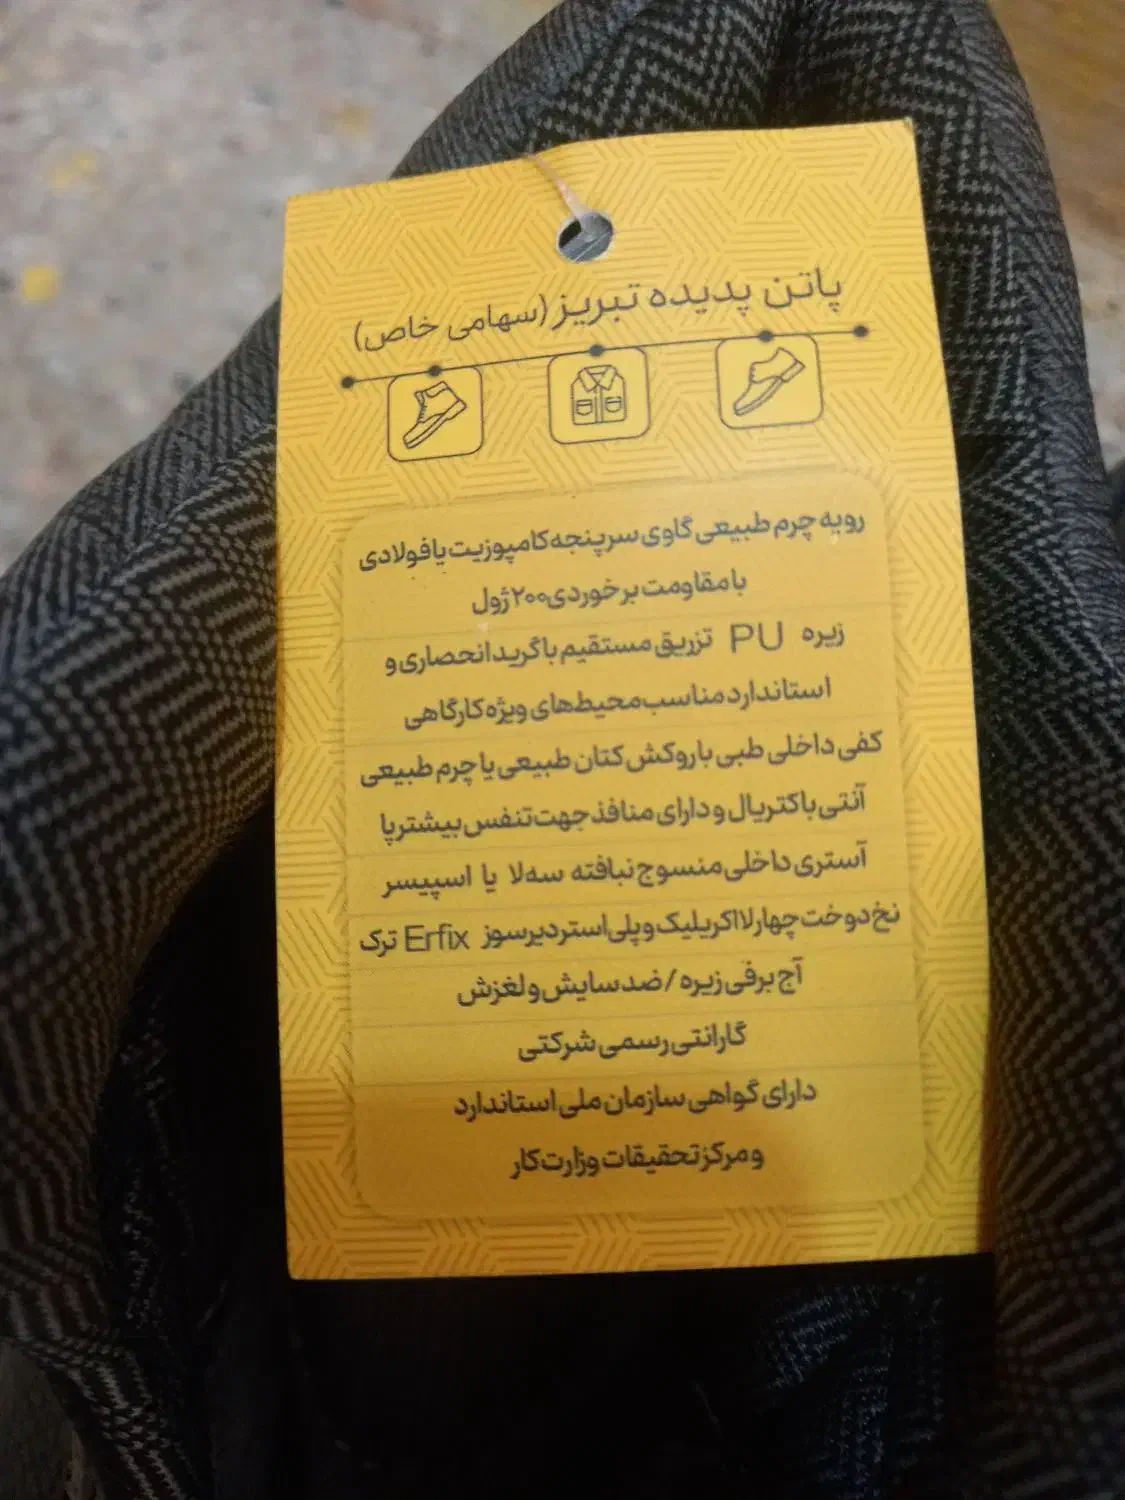 پاتن پدیده تبریز (سهامی خاص)
رویه چرم طبیعی گاوی سرپنجه کامپوزیت یا فولادی
با مقاومت برخوردی ۲۰۰ ژول
زیره PU تزریق مستقیم با گرید انحصاری و
استاندارد مناسب محیط‌های ویژه کارگاهی
کفی داخلی طبی با روکش کتان طبیعی یا چرم طبیعی
آنتی باکتریال و دارای منافذ جهت تنفس بیشتر پا
آستری داخلی منسوج نبافته سه لا یا اسپیسر
نخ دوخت چهارلا اکریلیک و پلی استر دیرسوز Erfix ترک
آج برفی زیره / ضد سایش و لغزش
گارانتی رسمی شرکتی
دارای گواهی سازمان ملی استاندارد
و مرکز تحقیقات وزارت کار